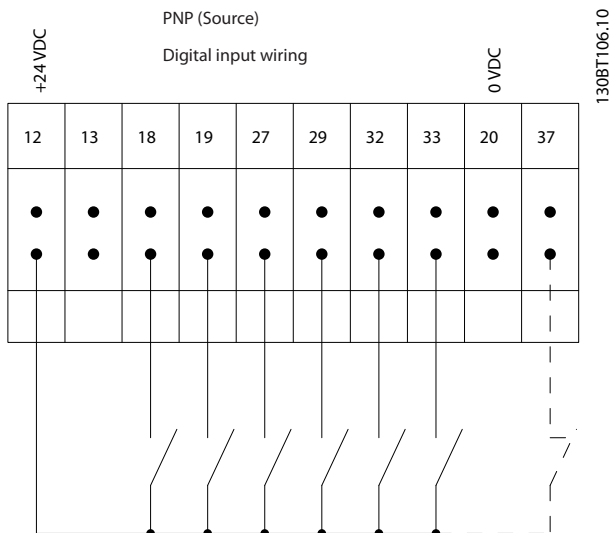 PNP (Source)
Digital input wiring
+24 VDC
0 VDC
130BT106.10
12 13 18 19 27 29 32 33 20 37